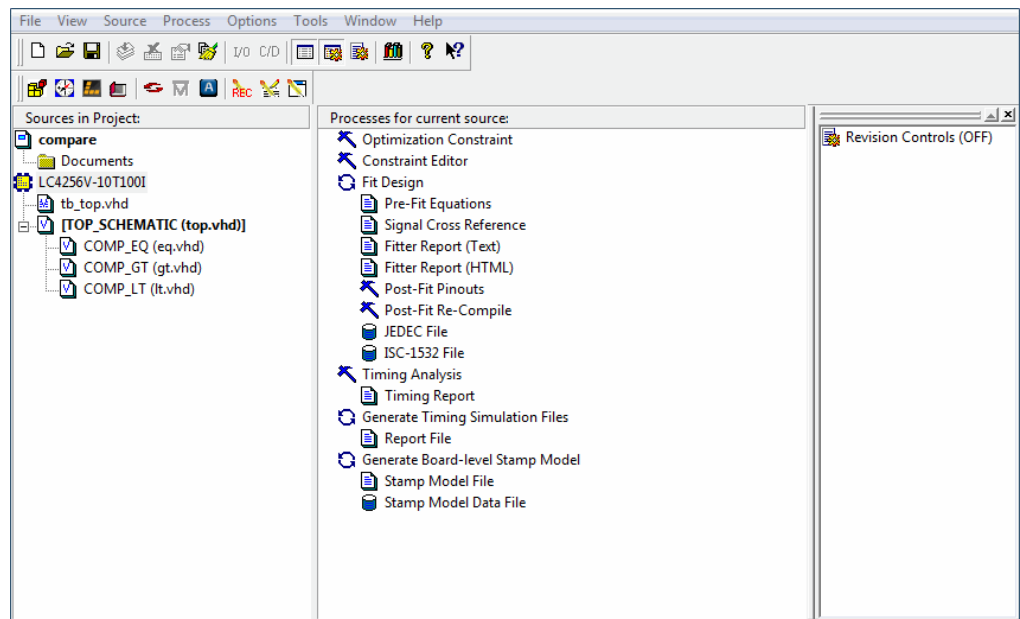 File View Source Process Options Tools Window Help
I/O C/D
A REC
Sources in Project:
compare
Documents
LC4256V-10T100I
tb_top.vhd
[TOP_SCHEMATIC (top.vhd)]
COMP_EQ (eq.vhd)
COMP_GT (gt.vhd)
COMP_LT (lt.vhd)
Processes for current source:
Optimization Constraint
Constraint Editor
Fit Design
Pre-Fit Equations
Signal Cross Reference
Fitter Report (Text)
Fitter Report (HTML)
Post-Fit Pinouts
Post-Fit Re-Compile
JEDEC File
ISC-1532 File
Timing Analysis
Timing Report
Generate Timing Simulation Files
Report File
Generate Board-level Stamp Model
Stamp Model File
Stamp Model Data File
Revision Controls (OFF)